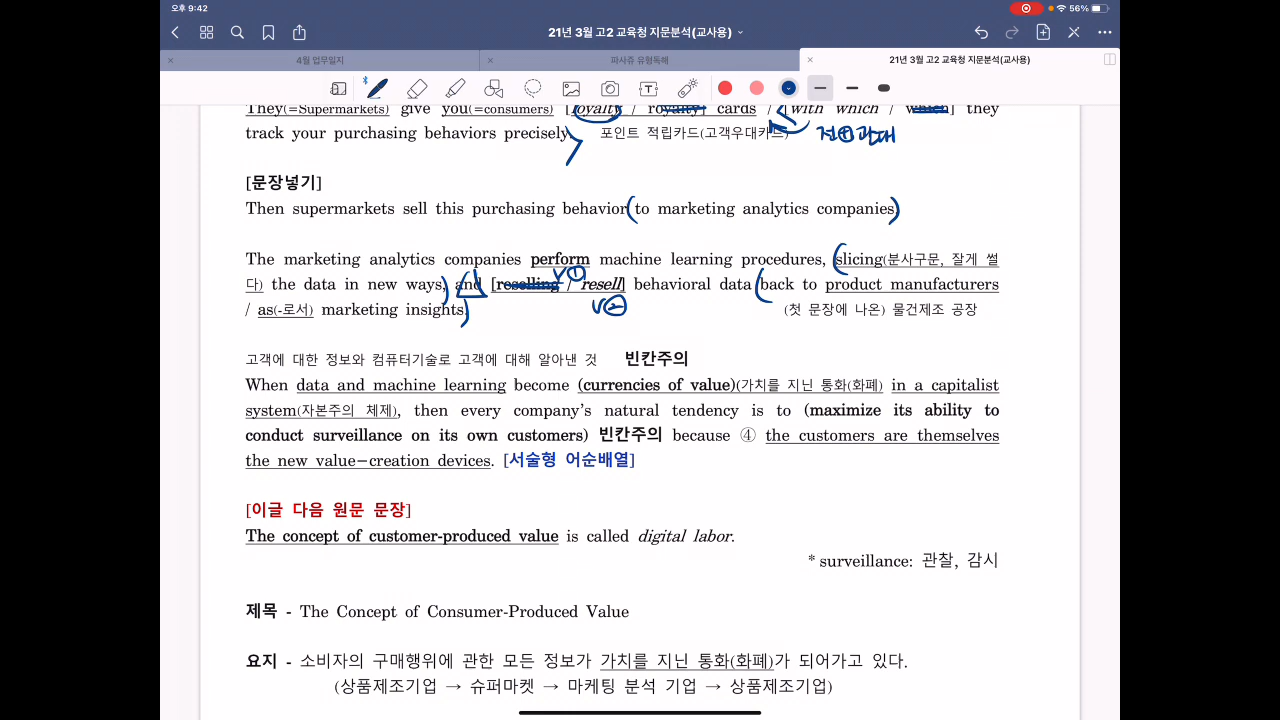 오후 9:42
56%
21년 3월 고2 교육청 지문분석(교사용)
4월 업무일지
파사쥬 유형독해
21년 3월 고2 교육청 지문분석(교사용)
They(=Supermarkets) give you(=consumers) [loyalty / royalty] cards / [with which / which] they
track your purchasing behaviors precisely. 포인트 적립카드(고객우대카드) 전+관대
[문장넣기]
Then supermarkets sell this purchasing behavior (to marketing analytics companies)
The marketing analytics companies perform machine learning procedures, (slicing(분사구문, 잘게 썰
다) the data in new ways,) and [reselling / resell] behavioral data (back to product manufacturers
V①
V②
/ as(-로서) marketing insights.) (첫 문장에 나온) 물건제조 공장
고객에 대한 정보와 컴퓨터기술로 고객에 대해 알아낸 것 빈칸주의
When data and machine learning become (currencies of value)(가치를 지닌 통화(화폐) in a capitalist
system(자본주의 체제), then every company's natural tendency is to (maximize its ability to
conduct surveillance on its own customers) 빈칸주의 because ④ the customers are themselves
the new value-creation devices. [서술형 어순배열]
[이글 다음 원문 문장]
The concept of customer-produced value is called digital labor.
* surveillance: 관찰, 감시
제목 - The Concept of Consumer-Produced Value
요지 - 소비자의 구매행위에 관한 모든 정보가 가치를 지닌 통화(화폐)가 되어가고 있다.
(상품제조기업 → 슈퍼마켓 → 마케팅 분석 기업 → 상품제조기업)